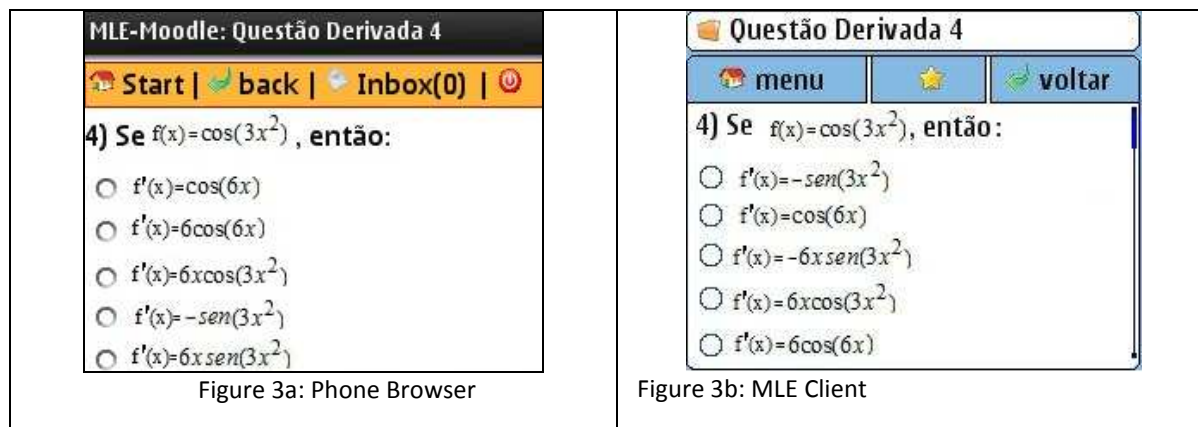 MLE-Moodle: Questão Derivada 4
Start | back | Inbox(0) |
4) Se f(x)=cos(3x²) , então:
f'(x)=cos(6x)
f'(x)=6cos(6x)
f'(x)=6xcos(3x²)
f'(x)=-sen(3x²)
f'(x)=6xsen(3x²)
Figure 3a: Phone Browser
Questão Derivada 4
menu voltar
4) Se f(x)=cos(3x²), então:
f'(x)=-sen(3x²)
f'(x)=cos(6x)
f'(x)=-6xsen(3x²)
f'(x)=6xcos(3x²)
f'(x)=6cos(6x)
Figure 3b: MLE Client